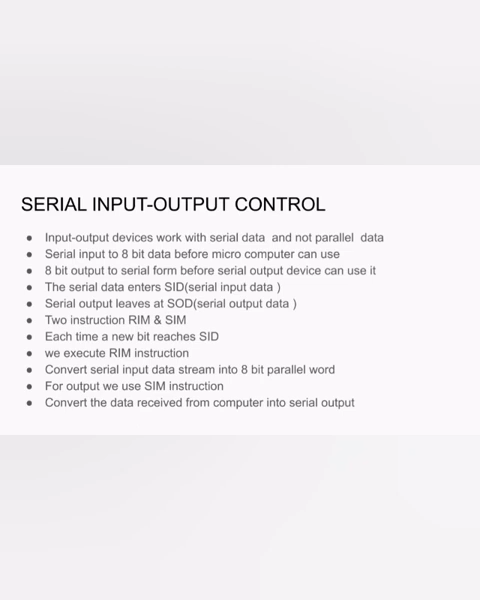 SERIAL INPUT-OUTPUT CONTROL
● Input-output devices work with serial data and not parallel data
● Serial input to 8 bit data before micro computer can use
● 8 bit output to serial form before serial output device can use it
● The serial data enters SID(serial input data )
● Serial output leaves at SOD(serial output data )
● Two instruction RIM & SIM
● Each time a new bit reaches SID
● we execute RIM instruction
● Convert serial input data stream into 8 bit parallel word
● For output we use SIM instruction
● Convert the data received from computer into serial output